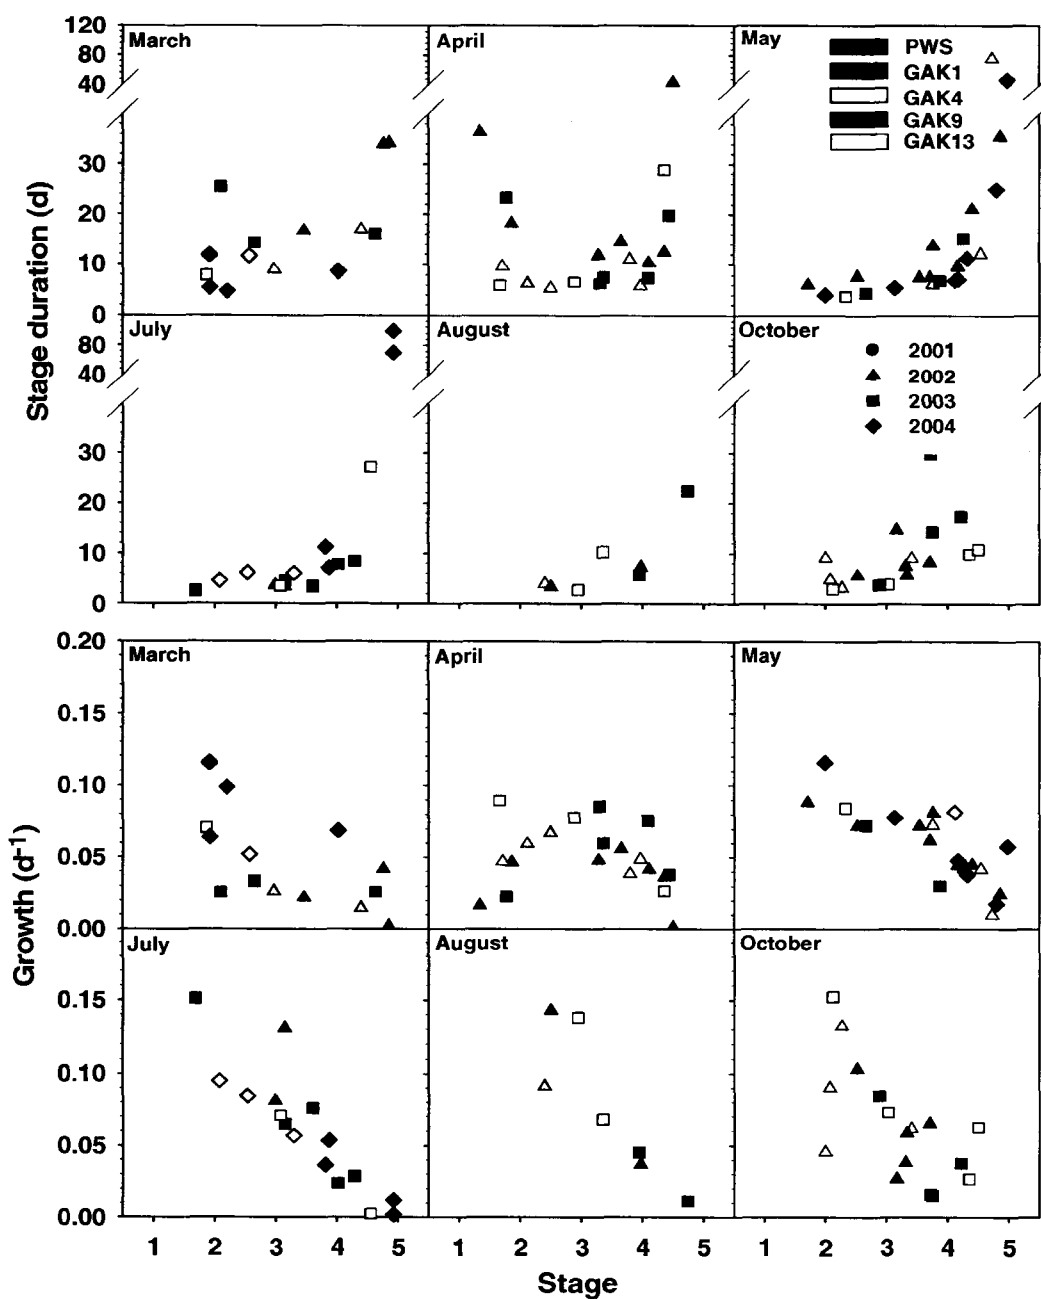 March
April
May
120
80
40
30
20
10
0
PWS
GAK1
GAK4
GAK9
GAK13
Stage duration (d)
July
August
October
80
40
30
20
10
0
2001
2002
2003
2004
March
April
May
0.20
0.15
0.10
0.05
0.00
Growth (d-1)
July
August
October
0.15
0.10
0.05
0.00
1 2 3 4 5 1 2 3 4 5 1 2 3 4 5
Stage